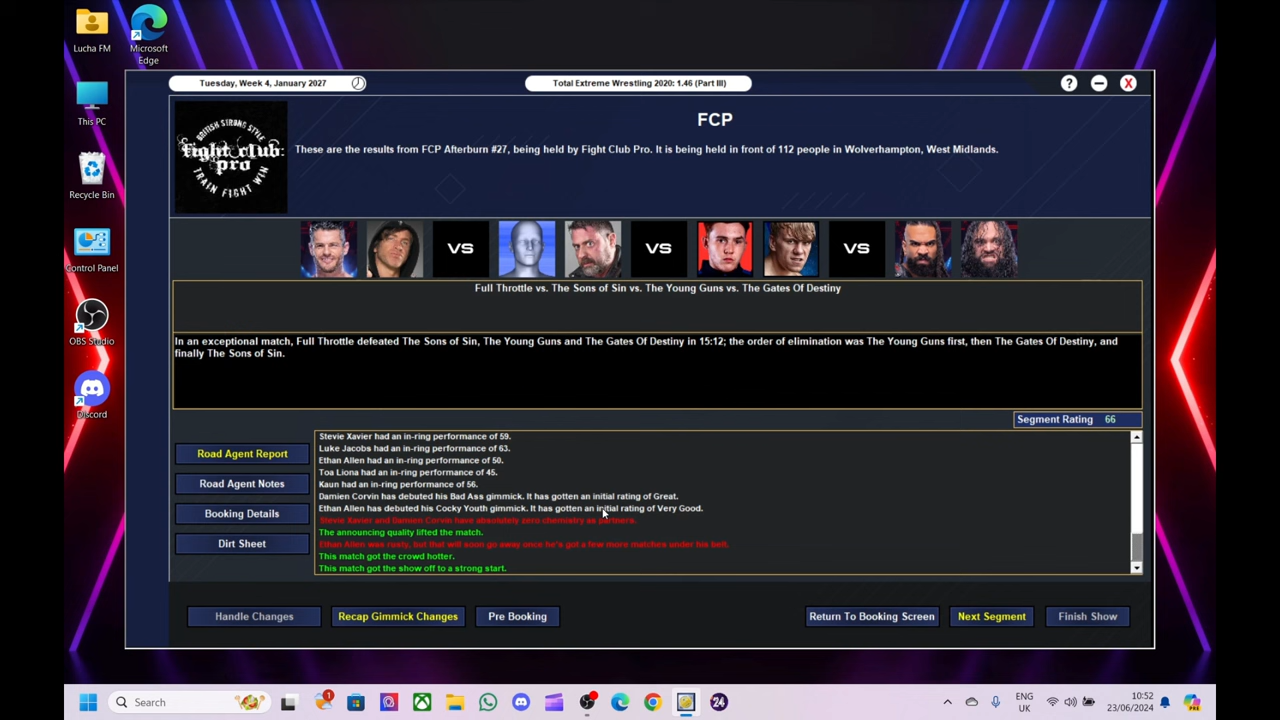 Lucha FM
Microsoft
Edge
This PC
Recycle Bin
Control Panel
OBS Studio
Discord
Tuesday, Week 4, January 2027
Total Extreme Wrestling 2020: 1.46 (Part III)
?
X
BRITISH STRONG STYLE
fight club:
pro
TRAIN FIGHT WIN
FCP
These are the results from FCP Afterburn #27, being held by Fight Club Pro. It is being held in front of 112 people in Wolverhampton, West Midlands.
VS
VS
VS
Full Throttle vs. The Sons of Sin vs. The Young Guns vs. The Gates Of Destiny
In an exceptional match, Full Throttle defeated The Sons of Sin, The Young Guns and The Gates Of Destiny in 15:12; the order of elimination was The Young Guns first, then The Gates Of Destiny, and
finally The Sons of Sin.
Segment Rating 66
Road Agent Report
Road Agent Notes
Booking Details
Dirt Sheet
Stevie Xavier had an in-ring performance of 59.
Luke Jacobs had an in-ring performance of 63.
Ethan Allen had an in-ring performance of 50.
Toa Liona had an in-ring performance of 45.
Kaun had an in-ring performance of 56.
Damien Corvin has debuted his Bad Ass gimmick. It has gotten an initial rating of Great.
Ethan Allen has debuted his Cocky Youth gimmick. It has gotten an initial rating of Very Good.
Stevie Xavier and Damien Corvin have absolutely zero chemistry as partners.
The announcing quality lifted the match.
Ethan Allen was rusty, but that will soon go away once he's got a few more matches under his belt.
This match got the crowd hotter.
This match got the show off to a strong start.
Handle Changes
Recap Gimmick Changes
Pre Booking
Return To Booking Screen
Next Segment
Finish Show
Search
1
24
ENG
UK
10:52
23/06/2024
PRE